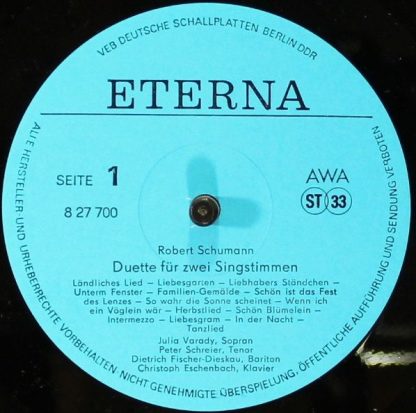 VEB DEUTSCHE SCHALLPLATTEN BERLIN DDR
ETERNA
SEITE 1
AWA
8 27 700
ST 33
Robert Schumann
Duette für zwei Singstimmen
Ländliches Lied – Liebesgarten – Liebhabers Ständchen –
Unterm Fenster – Familien-Gemälde – Schön ist das Fest
des Lenzes – So wahr die Sonne scheinet – Wenn ich
ein Vöglein wär – Herbstlied – Schön Blümelein –
Intermezzo – Liebesgram – In der Nacht –
Tanzlied
Julia Varady, Sopran
Peter Schreier, Tenor
Dietrich Fischer-Dieskau, Bariton
Christoph Eschenbach, Klavier
ALLE HERSTELLER UND URHEBERRECHTE VORBEHALTEN NICHT GENEHMIGTE ÜBERSPIELUNG, ÖFFENTLICHE AUFFÜHRUNG UND SENDUNG VERBOTEN